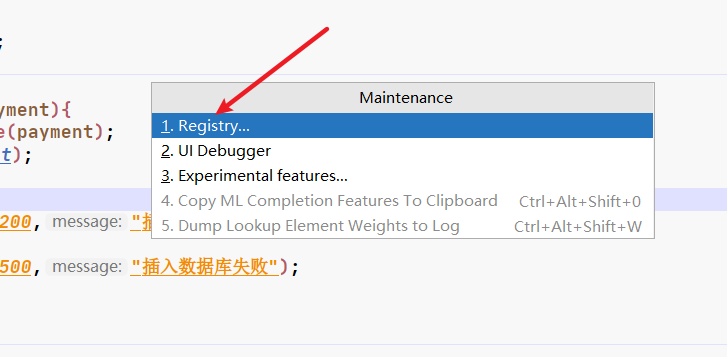 ;
yment){
e(payment);
t);
Maintenance
1. Registry...
2. UI Debugger
3. Experimental features...
4. Copy ML Completion Features To Clipboard Ctrl+Alt+Shift+0
5. Dump Lookup Element Weights to Log Ctrl+Alt+Shift+W
200, message: "插
500, message: "插入数据库失败");